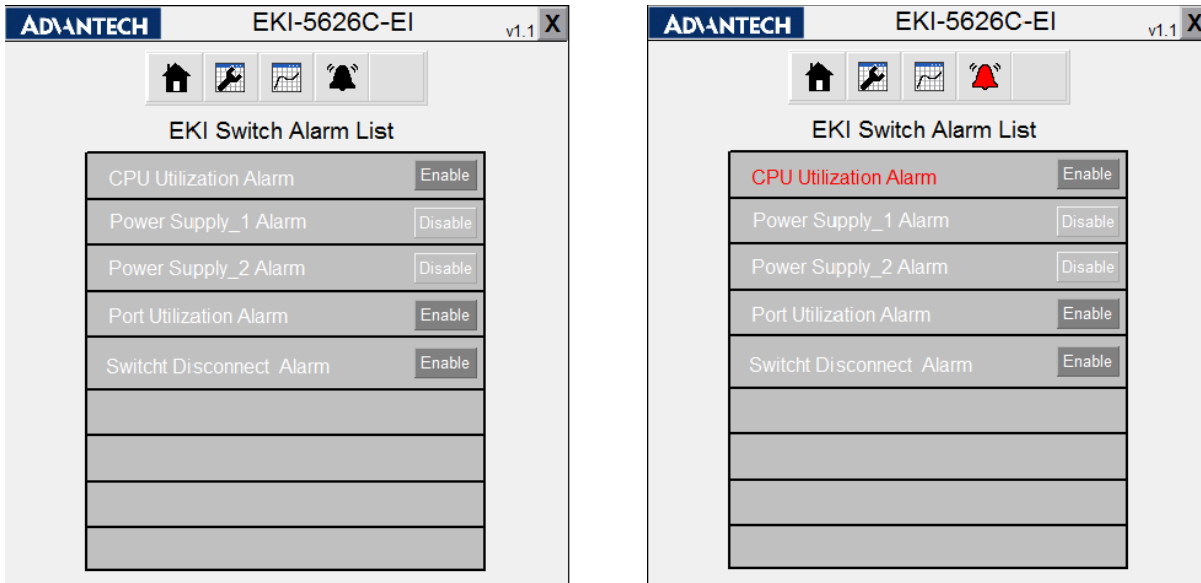 ADVANTECH EKI-5626C-EI v1.1 X
EKI Switch Alarm List
CPU Utilization Alarm Enable
Power Supply_1 Alarm Disable
Power Supply_2 Alarm Disable
Port Utilization Alarm Enable
Switcht Disconnect Alarm Enable
ADVANTECH EKI-5626C-EI v1.1 X
EKI Switch Alarm List
CPU Utilization Alarm Enable
Power Supply_1 Alarm Disable
Power Supply_2 Alarm Disable
Port Utilization Alarm Enable
Switcht Disconnect Alarm Enable